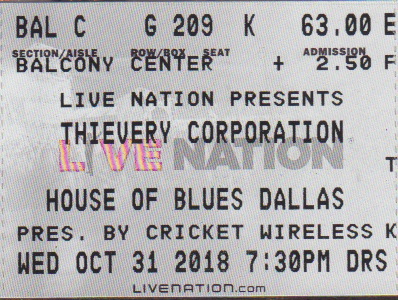 BAL C G 209 K 63.00 E
SECTION/AISLE ROW/BOX SEAT ADMISSION
BALCONY CENTER + 2.50 F
LIVE NATION PRESENTS
THIEVERY CORPORATION
LIVE NATION T
HOUSE OF BLUES DALLAS
PRES. BY CRICKET WIRELESS K
WED OCT 31 2018 7:30PM DRS
LIVENATION.com